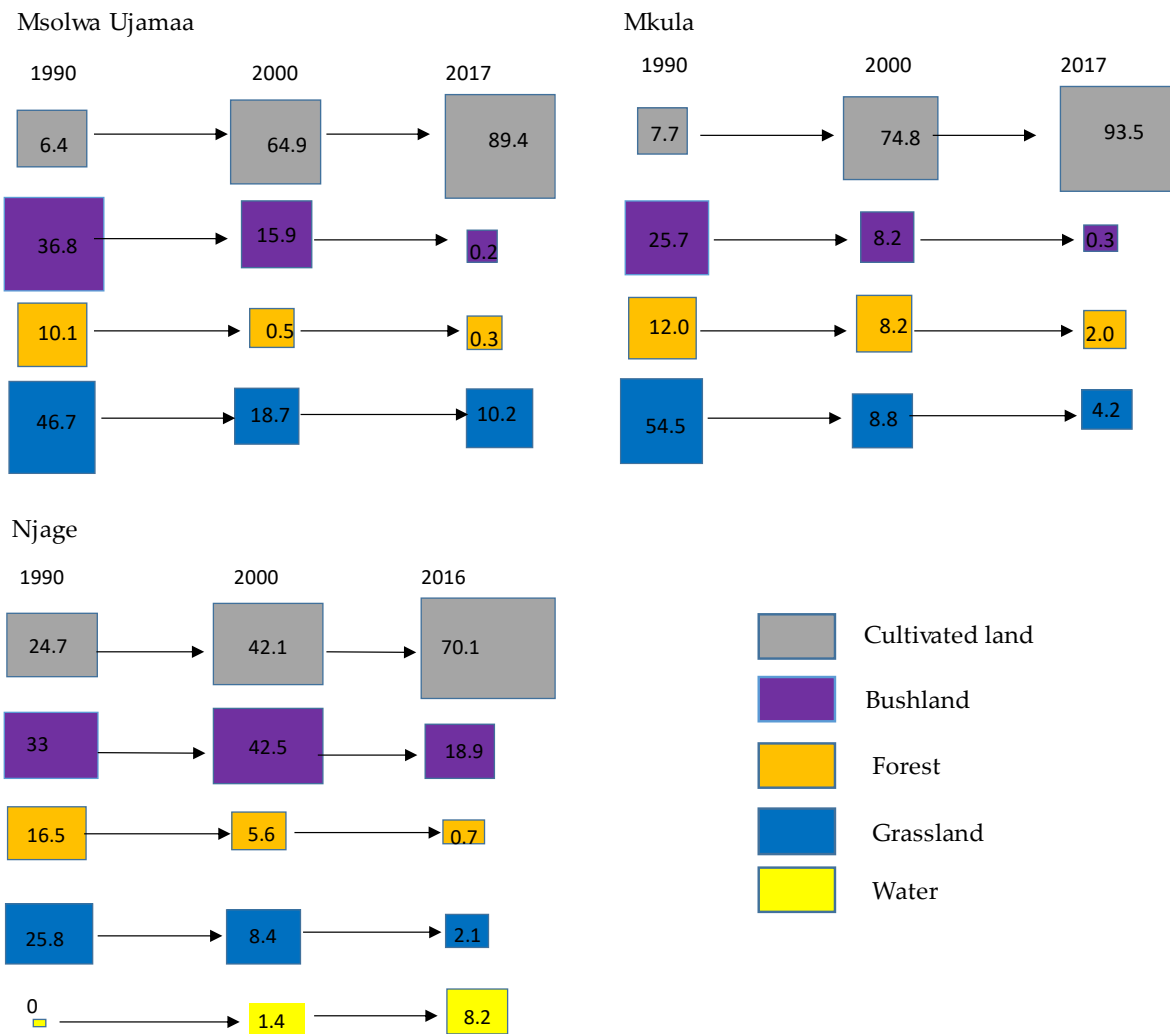 Msolwa Ujamaa
1990 2000 2017
6.4 64.9 89.4
36.8 15.9 0.2
10.1 0.5 0.3
46.7 18.7 10.2
Mkula
1990 2000 2017
7.7 74.8 93.5
25.7 8.2 0.3
12.0 8.2 2.0
54.5 8.8 4.2
Njage
1990 2000 2016
24.7 42.1 70.1
33 42.5 18.9
16.5 5.6 0.7
25.8 8.4 2.1
0 1.4 8.2
Cultivated land
Bushland
Forest
Grassland
Water